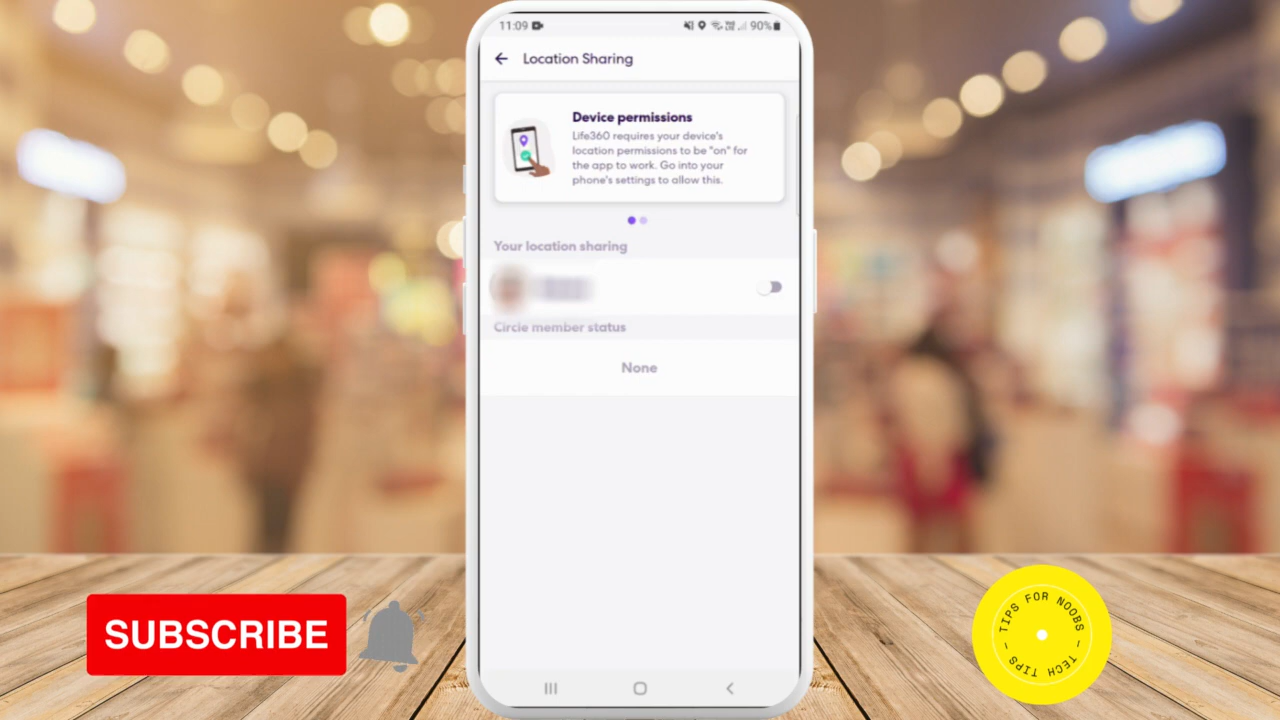 11:09
90%
Location Sharing
Device permissions
Life360 requires your device's
location permissions to be "on" for
the app to work. Go into your
phone's settings to allow this.
Your location sharing
Circle member status
None
SUBSCRIBE
TIPS FOR NOOBS – TECH TIPS –